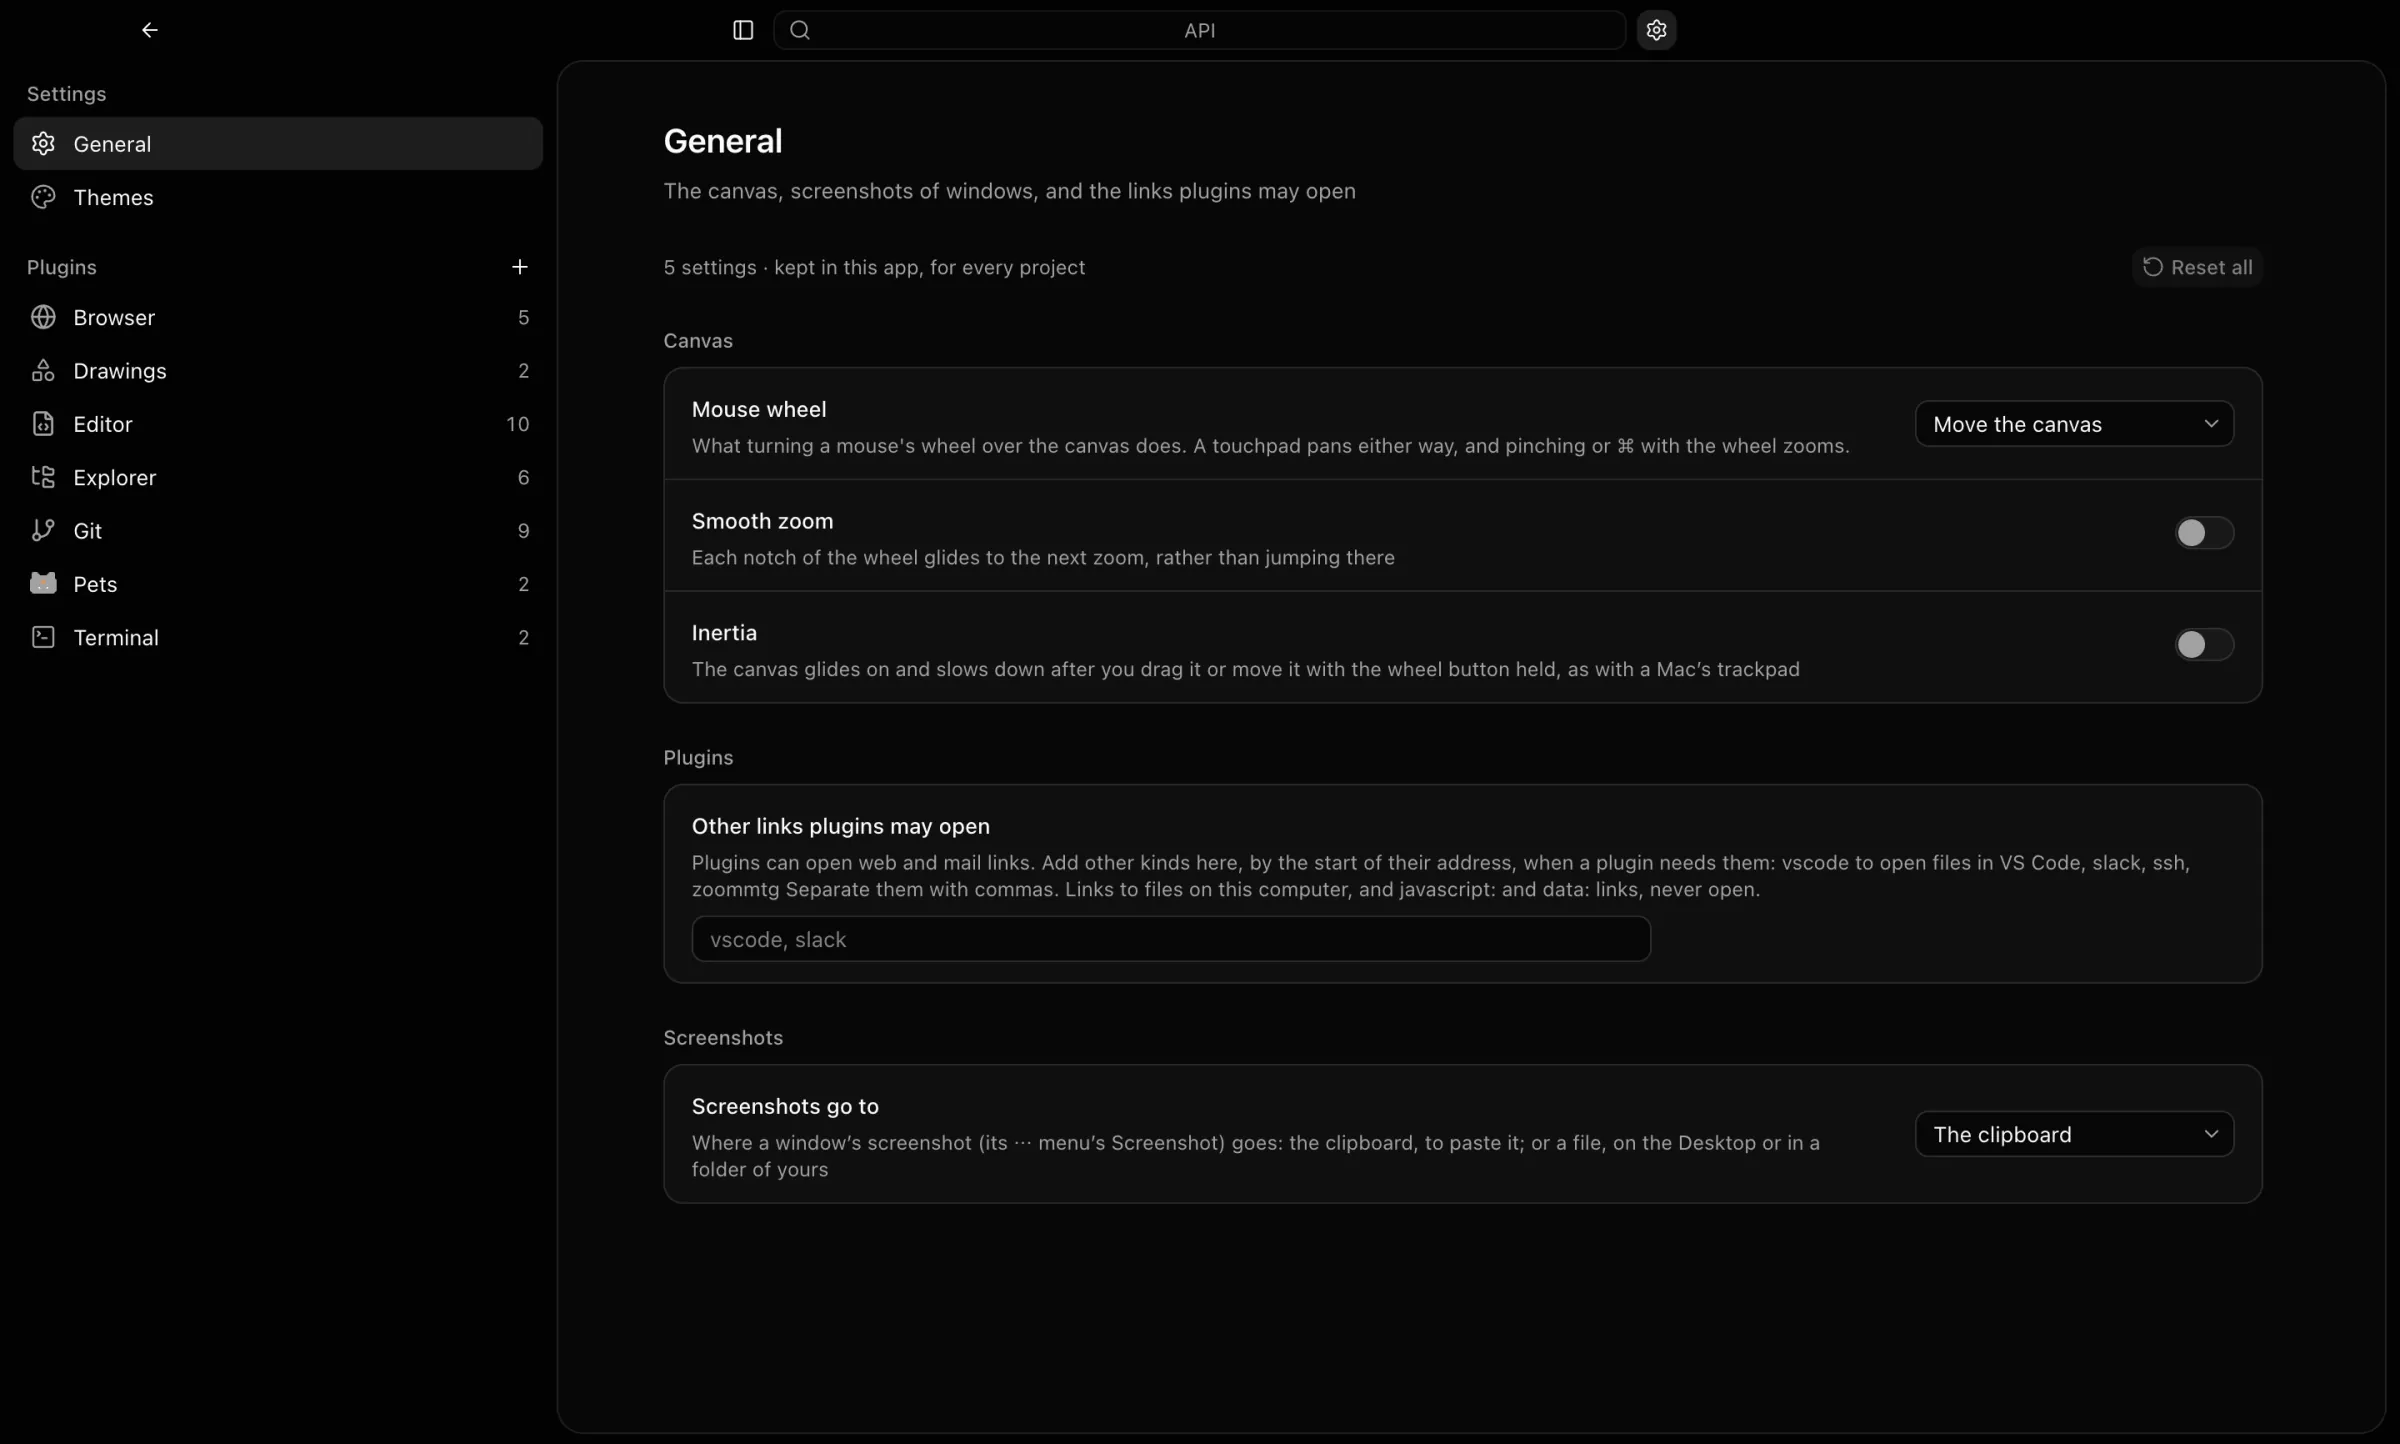 API
Settings
General
Themes
Plugins
Browser 5
Drawings 2
Editor 10
Explorer 6
Git 9
Pets 2
Terminal 2
General
The canvas, screenshots of windows, and the links plugins may open
5 settings · kept in this app, for every project
Reset all
Canvas
Mouse wheel
What turning a mouse's wheel over the canvas does. A touchpad pans either way, and pinching or ⌘ with the wheel zooms.
Move the canvas
Smooth zoom
Each notch of the wheel glides to the next zoom, rather than jumping there
Inertia
The canvas glides on and slows down after you drag it or move it with the wheel button held, as with a Mac’s trackpad
Plugins
Other links plugins may open
Plugins can open web and mail links. Add other kinds here, by the start of their address, when a plugin needs them: vscode to open files in VS Code, slack, ssh,
zoommtg Separate them with commas. Links to files on this computer, and javascript: and data: links, never open.
vscode, slack
Screenshots
Screenshots go to
Where a window’s screenshot (its ··· menu’s Screenshot) goes: the clipboard, to paste it; or a file, on the Desktop or in a
folder of yours
The clipboard